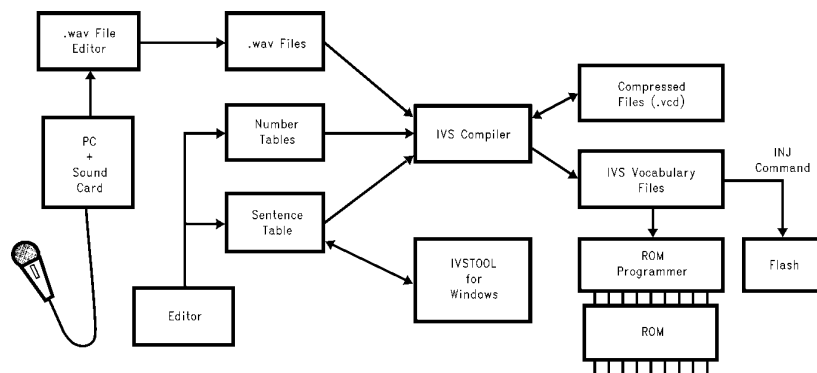 .wav File
Editor
.wav Files
PC
+
Sound
Card
Number
Tables
Sentence
Table
Editor
IVS Compiler
IVSTOOL
for
Windows
Compressed
Files (.vcd)
IVS Vocabulary
Files
INJ
Command
ROM
Programmer
Flash
ROM